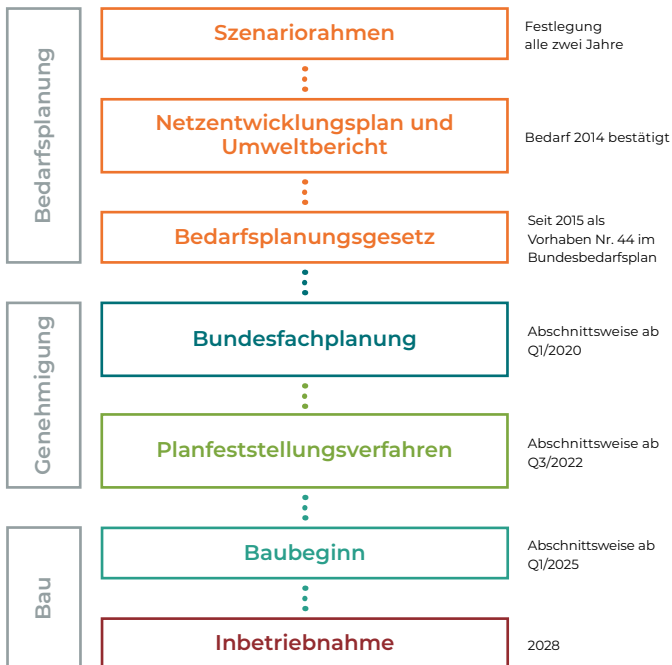 Bedarfsplanung
Szenariorahmen
Festlegung
alle zwei Jahre
Netzentwicklungsplan und
Umweltbericht
Bedarf 2014 bestätigt
Bedarfsplanungsgesetz
Seit 2015 als
Vorhaben Nr. 44 im
Bundesbedarfsplan
Genehmigung
Bundesfachplanung
Abschnittsweise ab
Q1/2020
Planfeststellungsverfahren
Abschnittsweise ab
Q3/2022
Bau
Baubeginn
Abschnittsweise ab
Q1/2025
Inbetriebnahme
2028